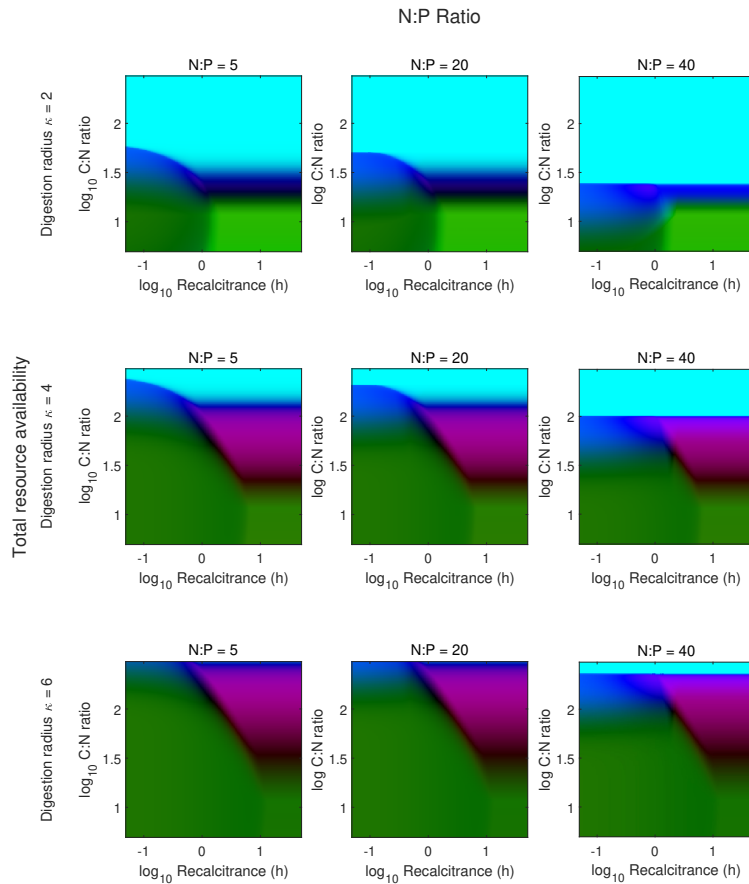 N:P Ratio
N:P = 5
N:P = 20
N:P = 40
Digestion radius κ = 2
log10 C:N ratio
2
1.5
1
-1
0
1
log10 Recalcitrance (h)
log C:N ratio
2
1.5
1
-1
0
1
log10 Recalcitrance (h)
log C:N ratio
2
1.5
1
-1
0
1
log10 Recalcitrance (h)
Total resource availability
N:P = 5
N:P = 20
N:P = 40
Digestion radius κ = 4
log10 C:N ratio
2
1.5
1
-1
0
1
log10 Recalcitrance (h)
log C:N ratio
2
1.5
1
-1
0
1
log10 Recalcitrance (h)
log C:N ratio
2
1.5
1
-1
0
1
log10 Recalcitrance (h)
N:P = 5
N:P = 20
N:P = 40
Digestion radius κ = 6
log10 C:N ratio
2
1.5
1
-1
0
1
log10 Recalcitrance (h)
log C:N ratio
2
1.5
1
-1
0
1
log10 Recalcitrance (h)
log C:N ratio
2
1.5
1
-1
0
1
log10 Recalcitrance (h)